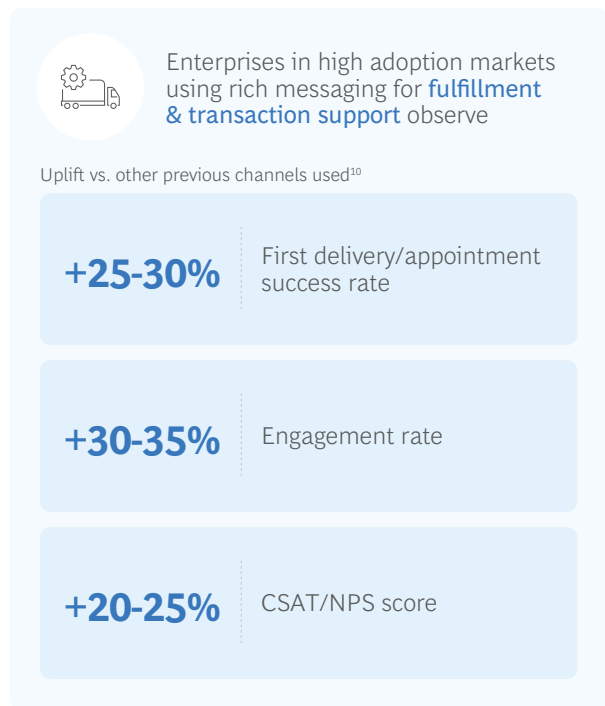 Enterprises in high adoption markets
using rich messaging for fulfillment
& transaction support observe
Uplift vs. other previous channels used¹⁰
+25-30%
First delivery/appointment
success rate
+30-35%
Engagement rate
+20-25%
CSAT/NPS score